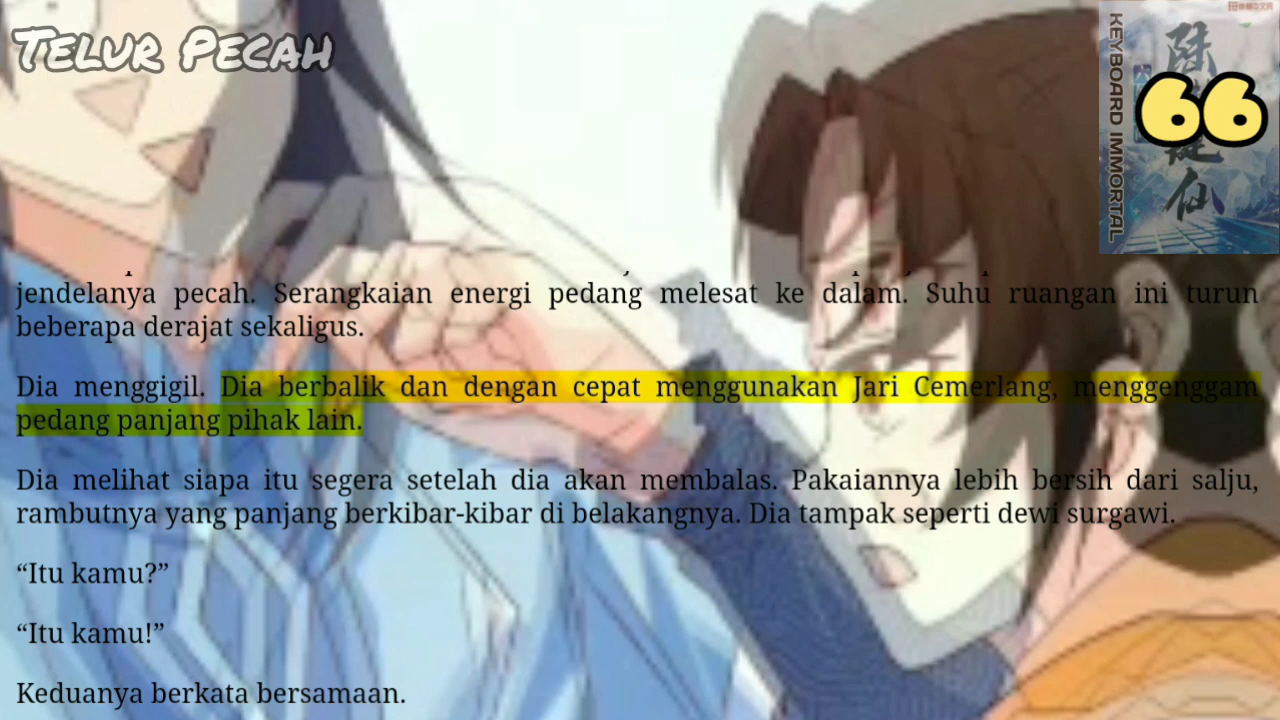 TELUR PECAH
KEYBOARD IMMORTAL
66
仙
jendelanya pecah. Serangkaian energi pedang melesat ke dalam. Suhu ruangan ini turun
beberapa derajat sekaligus.
Dia menggigil. Dia berbalik dan dengan cepat menggunakan Jari Cemerlang, menggenggam
pedang panjang pihak lain.
Dia melihat siapa itu segera setelah dia akan membalas. Pakaiannya lebih bersih dari salju,
rambutnya yang panjang berkibar-kibar di belakangnya. Dia tampak seperti dewi surgawi.
“Itu kamu?”
“Itu kamu!”
Keduanya berkata bersamaan.